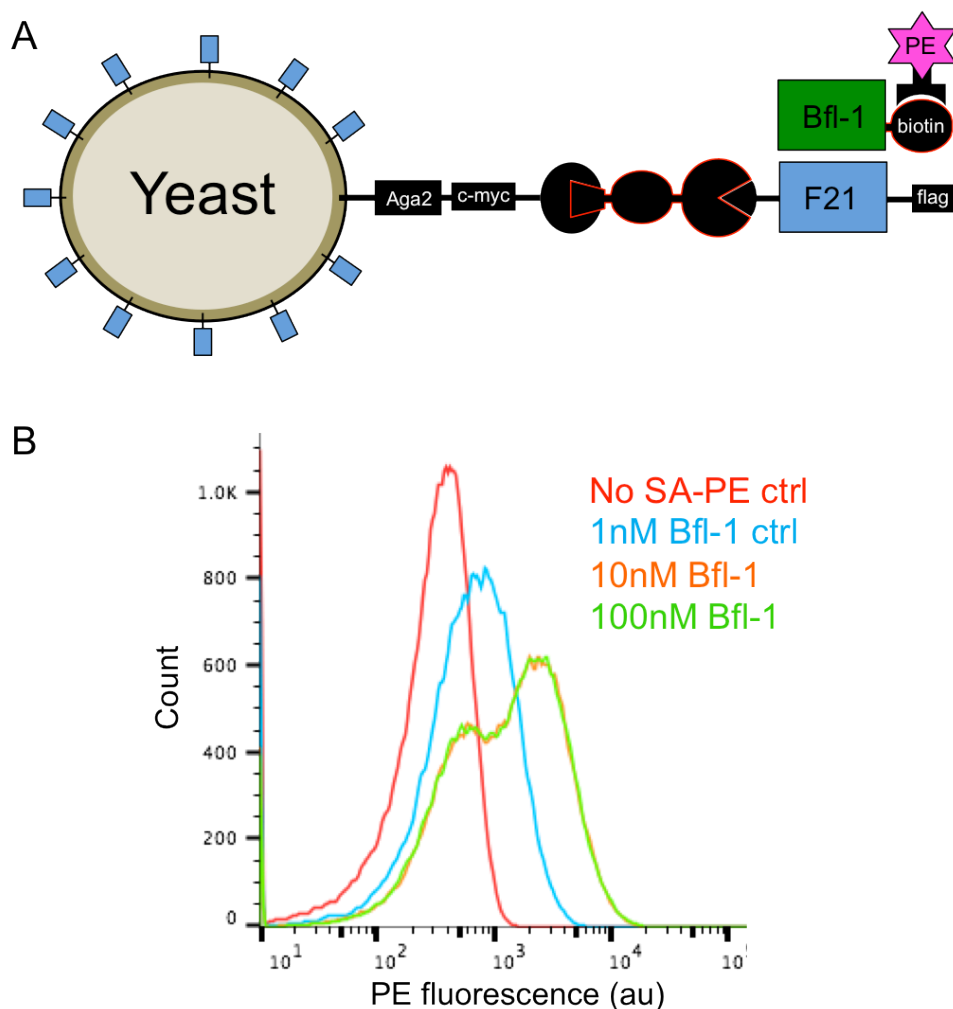 A
PE
Bfl-1
biotin
Yeast
Aga2
c-myc
F21
flag
B
No SA-PE ctrl
1nM Bfl-1 ctrl
10nM Bfl-1
100nM Bfl-1
1.0K
800
600
400
200
0
Count
10¹ 10² 10³ 10⁴
PE fluorescence (au)